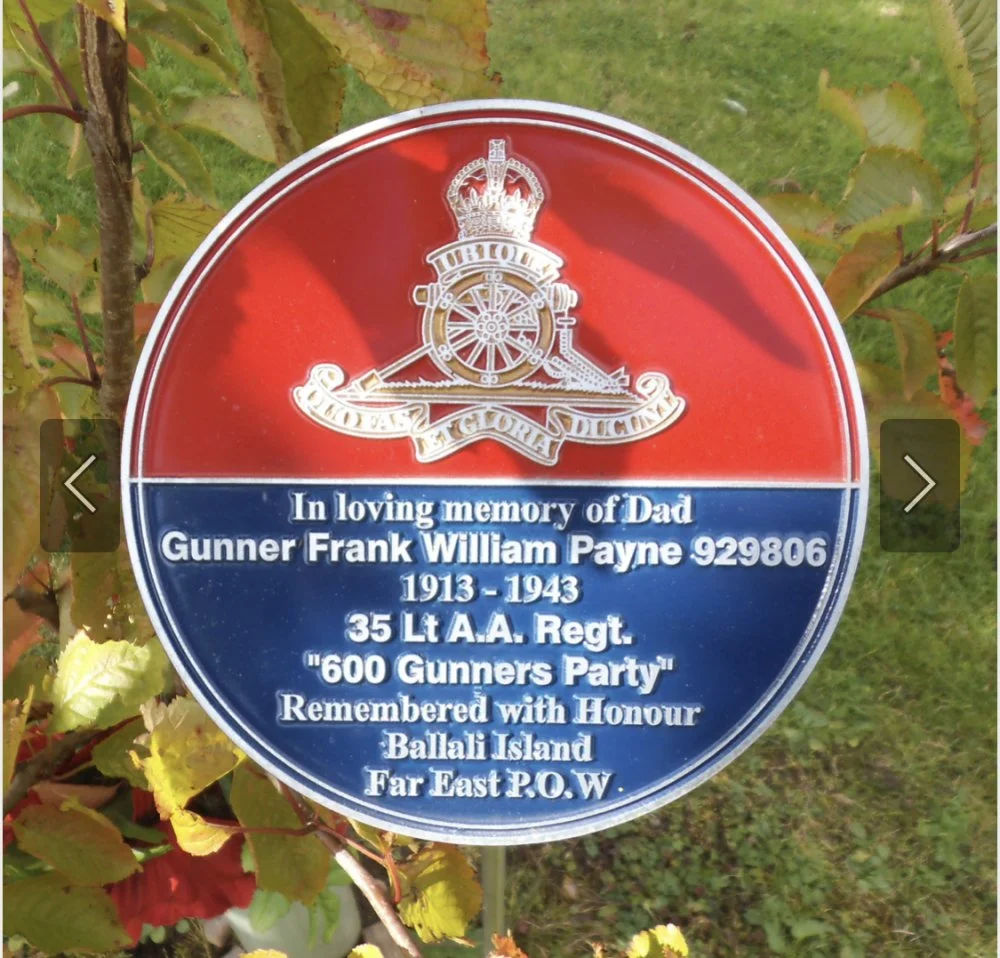 UBIQUE
QUO FAS
ET GLORIA
DUCUNT
In loving memory of Dad
Gunner Frank William Payne 929806
1913 - 1943
35 Lt A.A. Regt.
"600 Gunners Party"
Remembered with Honour
Ballali Island
Far East P.O.W.